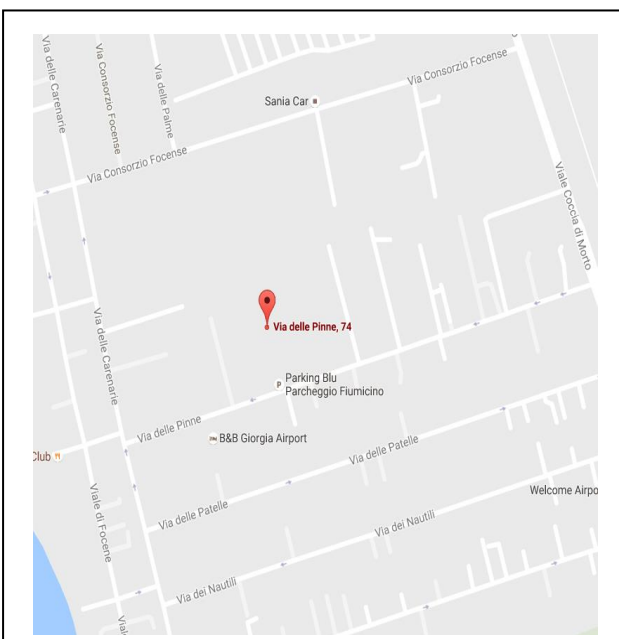 Via delle Carenarie
Via Consorzio Focense
Via delle Palme
Via Consorzio Focense
Sania Car
Via Consorzio Focense
Viale Coccia di Morto
Via delle Carenarie
Via delle Pinne, 74
P Parking Blu
Parcheggio Fiumicino
Via delle Pinne
B&B Giorgia Airport
Club
Via delle Patelle
Via delle Patelle
Welcome Airpo
Viale di Focene
Via dei Nautili
Via dei Nautili
Viale